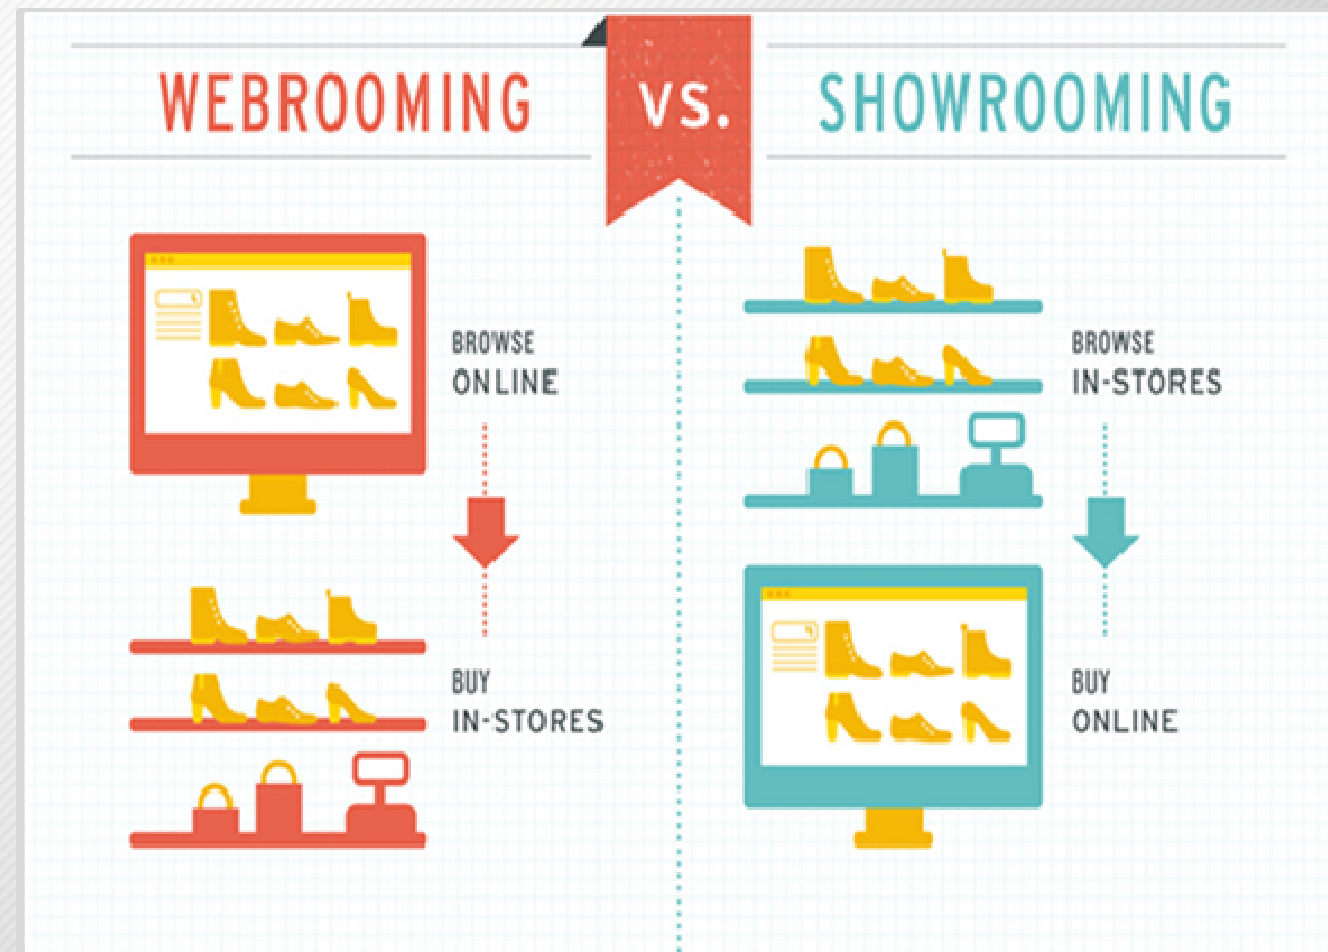 WEBROOMING
VS.
SHOWROOMING
BROWSE
ONLINE
BUY
IN-STORES
BROWSE
IN-STORES
BUY
ONLINE